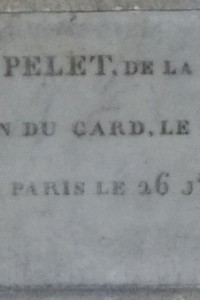 PELET, DE LA
N DU GARD, LE
PARIS LE 26 J